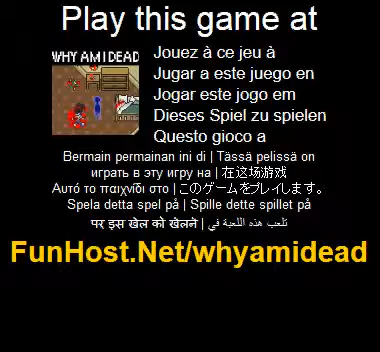 Play this game at
WHY AM I DEAD
Jouez à ce jeu à
Jugar a este juego en
Jogar este jogo em
Dieses Spiel zu spielen
Questo gioco a
Bermain permainan ini di | Tässä pelissä on
играть в эту игру на | 在这场游戏
Αυτό το παιχνίδι στο | このゲームをプレイします。
Spela detta spel på | Spille dette spillet på
पर इस खेल को खेलने | تلعب هذه اللعبة في
FunHost.Net/whyamidead